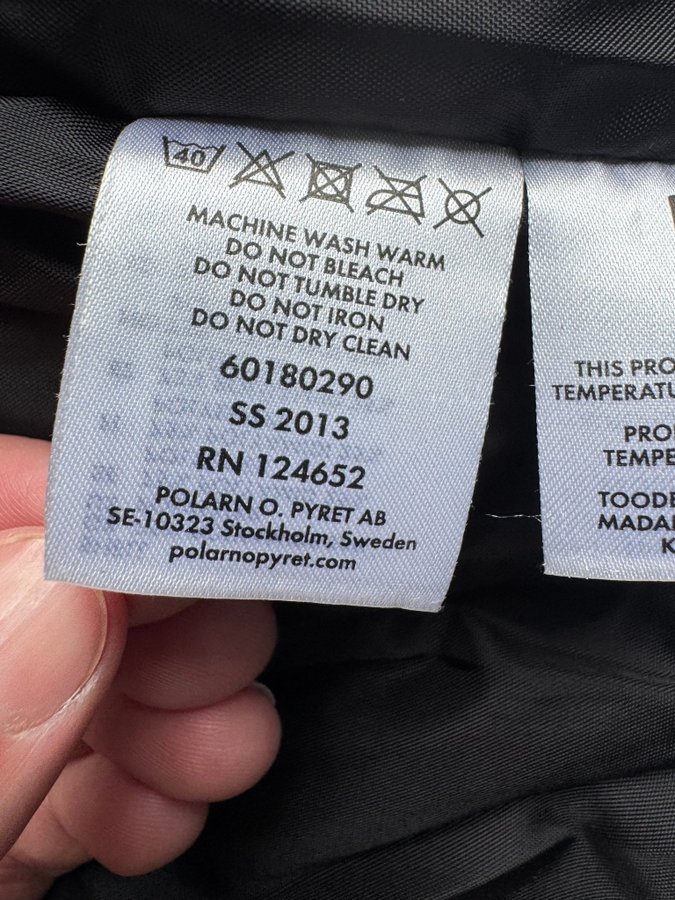 40
MACHINE WASH WARM
DO NOT BLEACH
DO NOT TUMBLE DRY
DO NOT IRON
DO NOT DRY CLEAN
60180290
SS 2013
RN 124652
POLARN O. PYRET AB
SE-10323 Stockholm, Sweden
polarnopyret.com
THIS PRO
TEMPERATU
PRO
TEMPE
TOODE
MADA
K